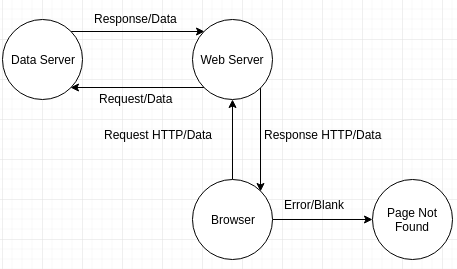 Response/Data
Data Server
Web Server
Request/Data
Request HTTP/Data
Response HTTP/Data
Error/Blank
Browser
Page Not
Found